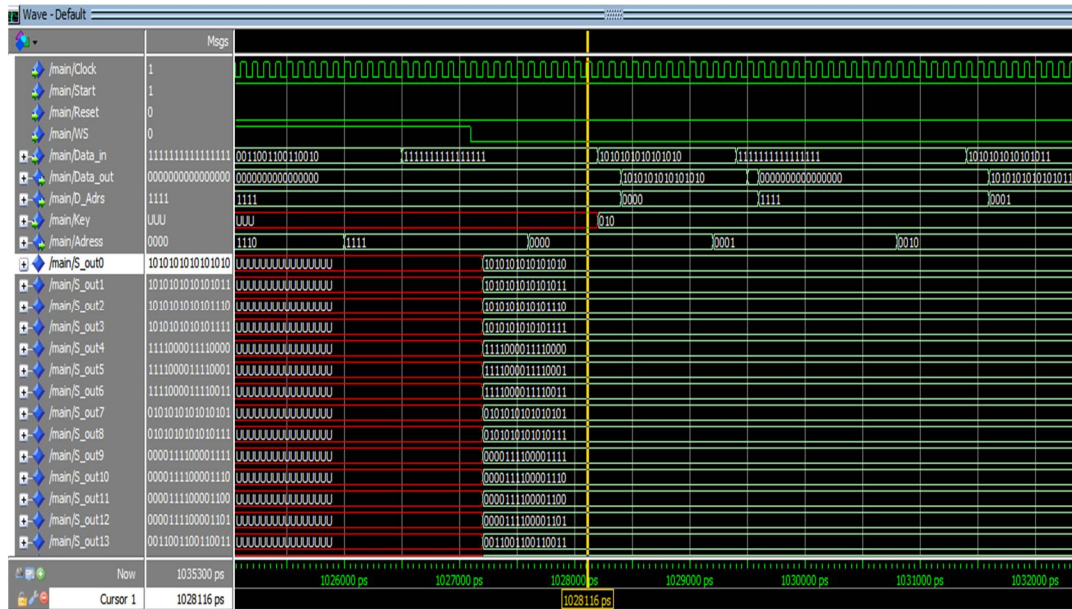 Wave - Default
Msgs
/main/Clock 1
/main/Start 1
/main/Reset 0
/main/WS 0
/main/Data_in 1111111111111111 0011001100110010 1111111111111111 1010101010101010 1111111111111111 1010101010101011
/main/Data_out 0000000000000000 0000000000000000 1010101010101010 0000000000000000 1010101010101011
/main/D_Adrs 1111 1111 0000 1111 0001
/main/Key UUU UUU 010
/main/Adress 0000 1110 1111 0000 0001 0010
/main/S_out0 1010101010101010 UUUUUUUUUUUUUUUU 1010101010101010
/main/S_out1 1010101010101011 UUUUUUUUUUUUUUUU 1010101010101011
/main/S_out2 1010101010101110 UUUUUUUUUUUUUUUU 1010101010101110
/main/S_out3 1010101010101111 UUUUUUUUUUUUUUUU 1010101010101111
/main/S_out4 1111000011110000 UUUUUUUUUUUUUUUU 1111000011110000
/main/S_out5 1111000011110001 UUUUUUUUUUUUUUUU 1111000011110001
/main/S_out6 1111000011110011 UUUUUUUUUUUUUUUU 1111000011110011
/main/S_out7 0101010101010101 UUUUUUUUUUUUUUUU 0101010101010101
/main/S_out8 0101010101010111 UUUUUUUUUUUUUUUU 0101010101010111
/main/S_out9 0000111100001111 UUUUUUUUUUUUUUUU 0000111100001111
/main/S_out10 0000111100001110 UUUUUUUUUUUUUUUU 0000111100001110
/main/S_out11 0000111100001100 UUUUUUUUUUUUUUUU 0000111100001100
/main/S_out12 0000111100001101 UUUUUUUUUUUUUUUU 0000111100001101
/main/S_out13 0011001100110011 UUUUUUUUUUUUUUUU 0011001100110011
Now 1035300 ps 1026000 ps 1027000 ps 1028000 ps 1029000 ps 1030000 ps 1031000 ps 1032000 ps
Cursor 1 1028116 ps 1028116 ps